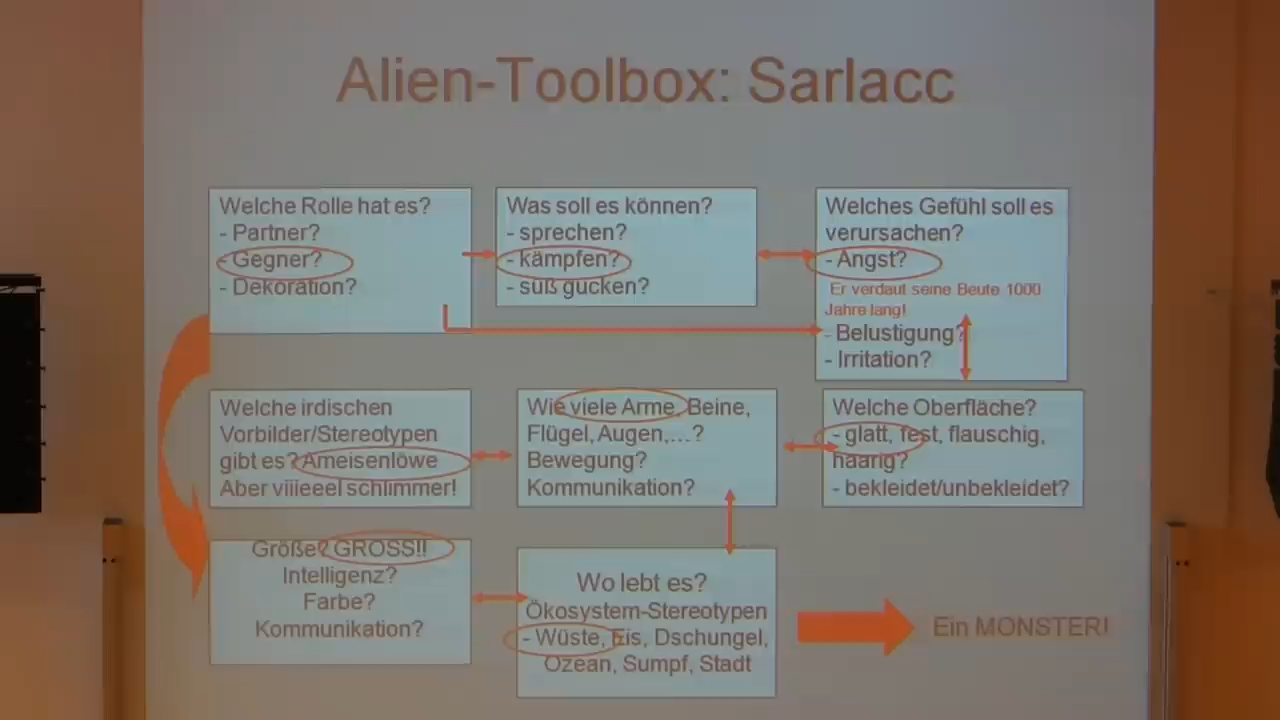 Alien-Toolbox: Sarlacc
Welche Rolle hat es?
- Partner?
- Gegner?
- Dekoration?
Was soll es können?
- sprechen?
- kämpfen?
- süß gucken?
Welches Gefühl soll es
verursachen?
- Angst?
Er verdaut seine Beute 1000
Jahre lang!
- Belustigung?
- Irritation?
Welche irdischen
Vorbilder/Stereotypen
gibt es? Ameisenlöwe
Aber viiieeel schlimmer!
Wie viele Arme, Beine,
Flügel, Augen,...?
Bewegung?
Kommunikation?
Welche Oberfläche?
- glatt, fest, flauschig,
haarig?
- bekleidet/unbekleidet?
Größe? GROSS!!
Intelligenz?
Farbe?
Kommunikation?
Wo lebt es?
Ökosystem-Stereotypen
- Wüste, Eis, Dschungel,
Ozean, Sumpf, Stadt
Ein MONSTER!